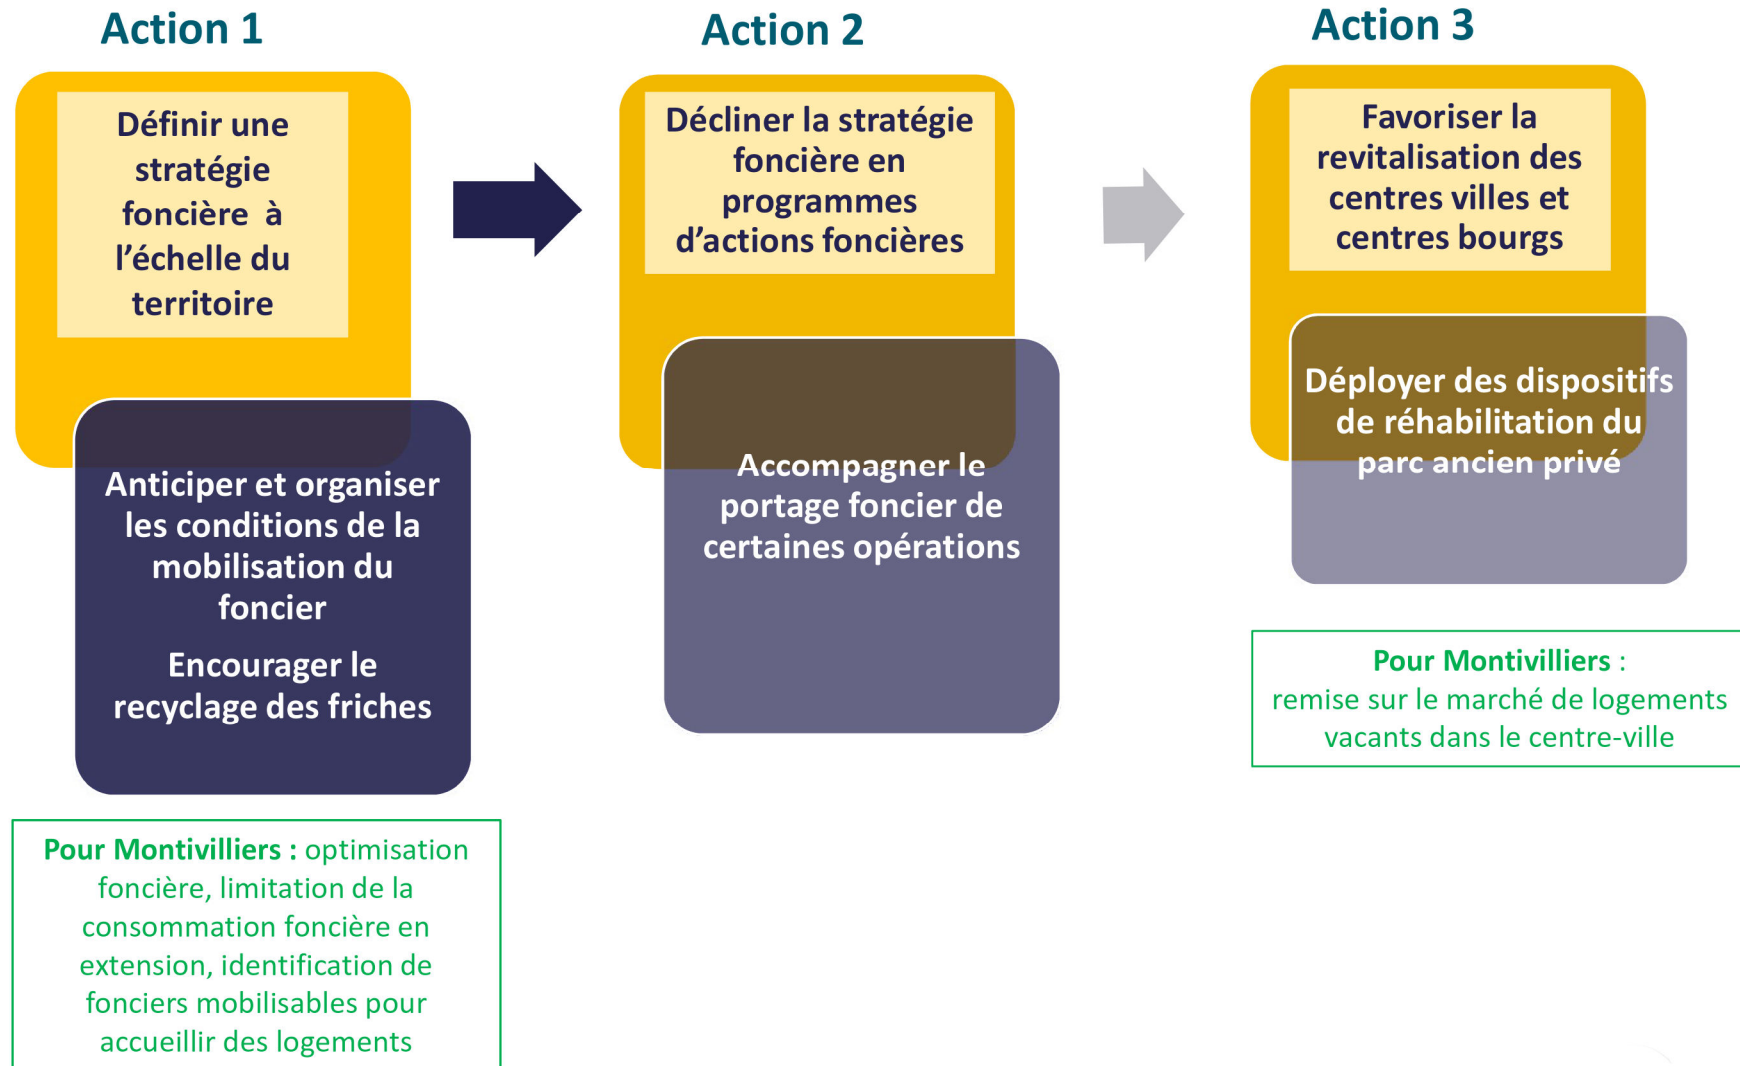 Action 1
Définir une
stratégie
foncière à
l’échelle du
territoire
Anticiper et organiser
les conditions de la
mobilisation du
foncier
Encourager le
recyclage des friches
Pour Montivilliers : optimisation
foncière, limitation de la
consommation foncière en
extension, identification de
fonciers mobilisables pour
accueillir des logements
Action 2
Décliner la stratégie
foncière en
programmes
d’actions foncières
Accompagner le
portage foncier de
certaines opérations
Action 3
Favoriser la
revitalisation des
centres villes et
centres bourgs
Déployer des dispositifs
de réhabilitation du
parc ancien privé
Pour Montivilliers :
remise sur le marché de logements
vacants dans le centre-ville